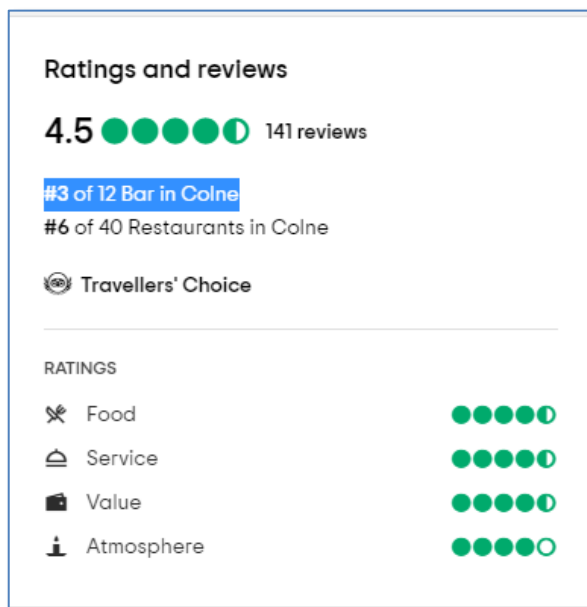 Ratings and reviews
4.5 141 reviews
#3 of 12 Bar in Colne
#6 of 40 Restaurants in Colne
Travellers' Choice
RATINGS
Food
Service
Value
Atmosphere